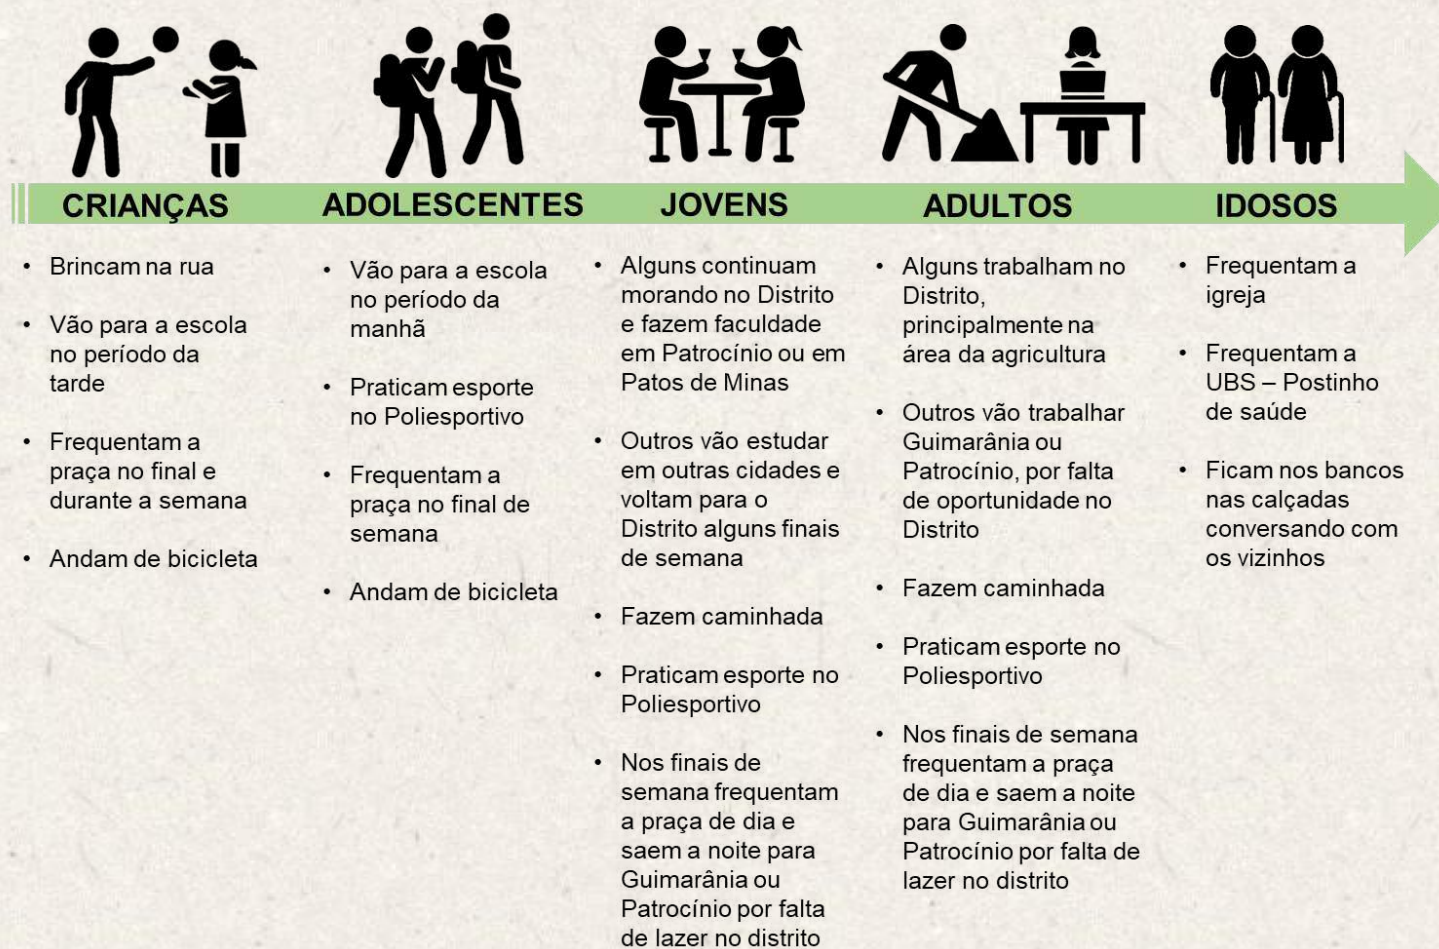 CRIANÇAS
ADOLESCENTES
JOVENS
ADULTOS
IDOSOS
• Brincam na rua
• Vão para a escola
no período da
tarde
• Frequentam a
praça no final e
durante a semana
• Andam de bicicleta
• Vão para a escola
no período da
manhã
• Praticam esporte
no Poliesportivo
• Frequentam a
praça no final de
semana
• Andam de bicicleta
• Alguns continuam
morando no Distrito
e fazem faculdade
em Patrocínio ou em
Patos de Minas
• Outros vão estudar
em outras cidades e
voltam para o
Distrito alguns finais
de semana
• Fazem caminhada
• Praticam esporte no
Poliesportivo
• Nos finais de
semana frequentam
a praça de dia e
saem a noite para
Guimarânia ou
Patrocínio por falta
de lazer no distrito
• Alguns trabalham no
Distrito,
principalmente na
área da agricultura
• Outros vão trabalhar
Guimarânia ou
Patrocínio, por falta
de oportunidade no
Distrito
• Fazem caminhada
• Praticam esporte no
Poliesportivo
• Nos finais de semana
frequentam a praça
de dia e saem a noite
para Guimarânia ou
Patrocínio por falta de
lazer no distrito
• Frequentam a
igreja
• Frequentam a
UBS – Postinho
de saúde
• Ficam nos bancos
nas calçadas
conversando com
os vizinhos